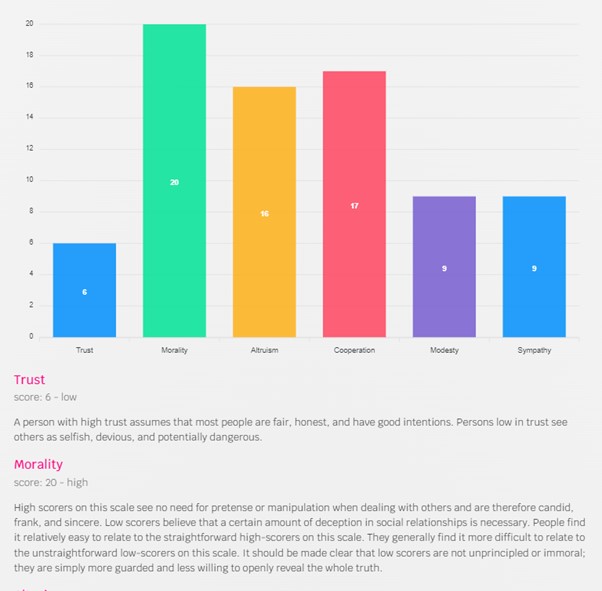 20
18
16
14
12
10
8
6
4
2
0
6
20
16
17
9
9
Trust Morality Altruism Cooperation Modesty Sympathy
Trust
score: 6 - low
A person with high trust assumes that most people are fair, honest, and have good intentions. Persons low in trust see
others as selfish, devious, and potentially dangerous.
Morality
score: 20 - high
High scorers on this scale see no need for pretense or manipulation when dealing with others and are therefore candid,
frank, and sincere. Low scorers believe that a certain amount of deception in social relationships is necessary. People find
it relatively easy to relate to the straightforward high-scorers on this scale. They generally find it more difficult to relate to
the unstraightforward low-scorers on this scale. It should be made clear that low scorers are not unprincipled or immoral;
they are simply more guarded and less willing to openly reveal the whole truth.